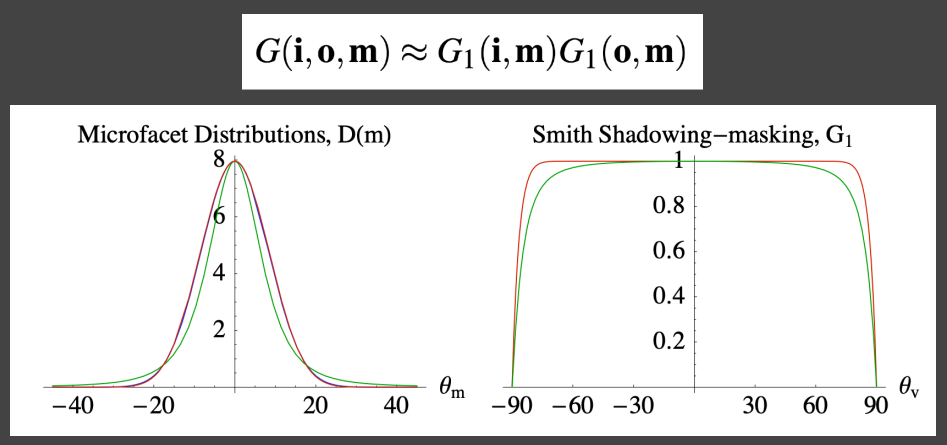 G(i, o, m) ≈ G₁(i, m)G₁(o, m)
Microfacet Distributions, D(m)
8
6
4
2
−40 −20 20 40 θₘ
Smith Shadowing−masking, G₁
1
0.8
0.6
0.4
0.2
−90 −60 −30 30 60 90 θᵥ